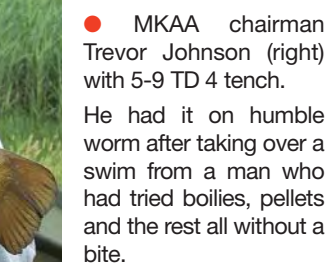 ● MKAA chairman
Trevor Johnson (right)
with 5-9 TD 4 tench.
He had it on humble
worm after taking over a
swim from a man who
had tried boilies, pellets
and the rest all without a
bite.